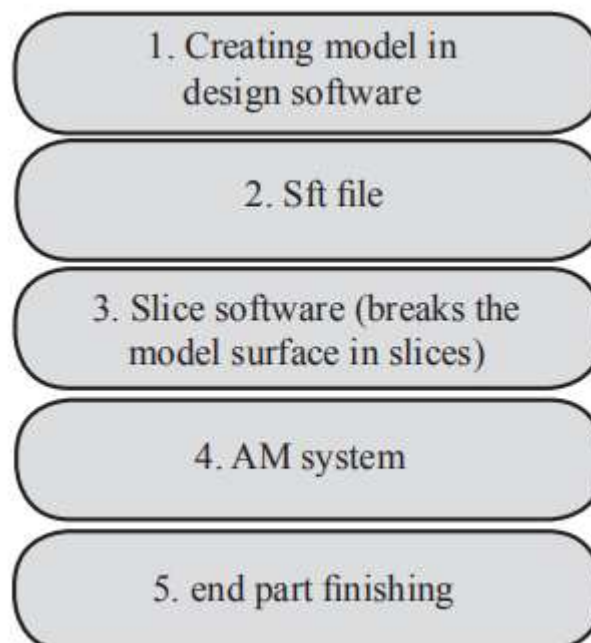 1. Creating model in
design software
2. Sft file
3. Slice software (breaks the
model surface in slices)
4. AM system
5. end part finishing